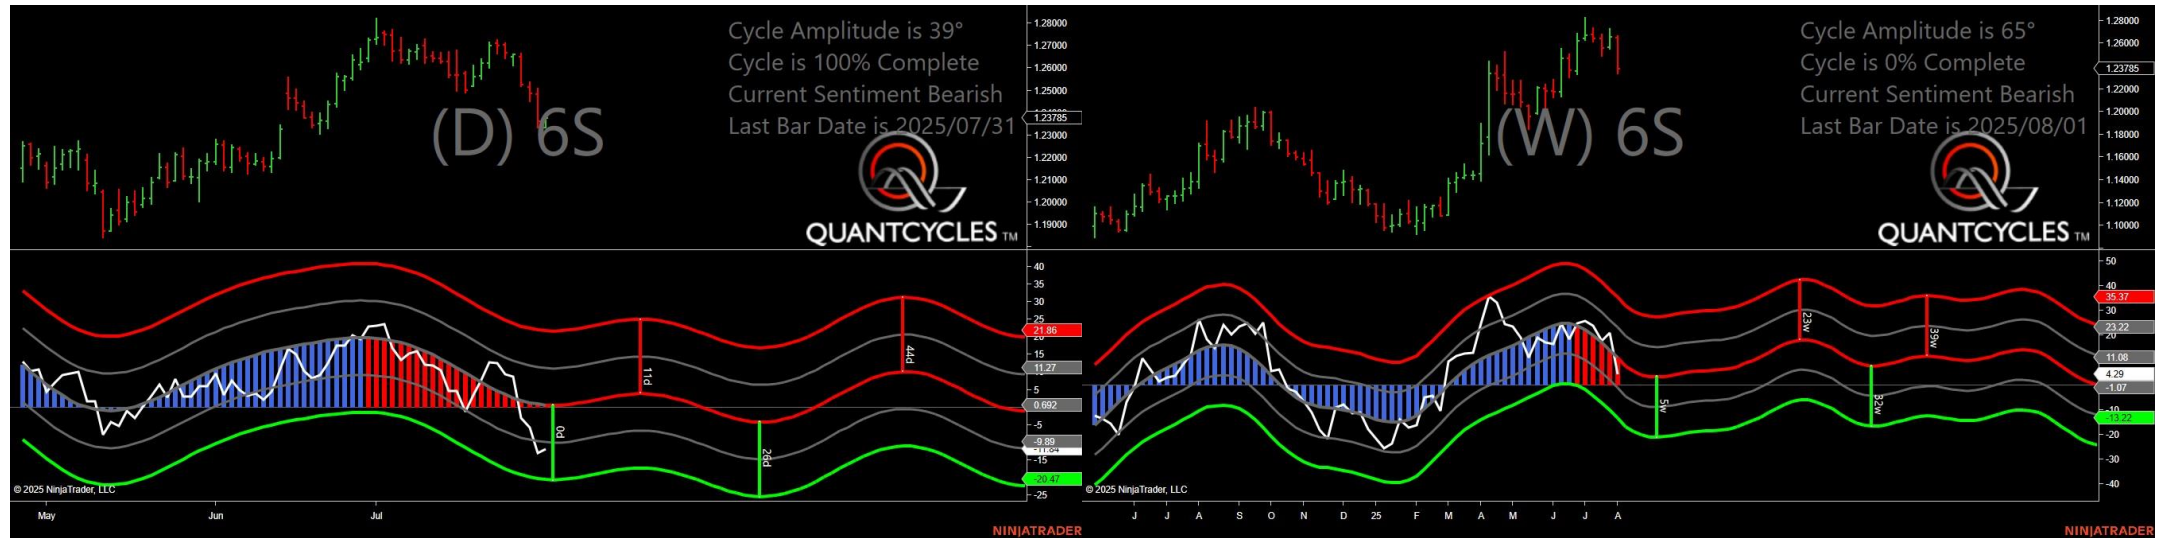 Cycle Amplitude is 39°
Cycle is 100% Complete
Current Sentiment Bearish
Last Bar Date is 2025/07/31
(D) 6S
QUANTCYCLES TM
1.28000
1.27000
1.26000
1.25000
1.23785
1.23000
1.22000
1.21000
1.20000
1.19000
40
35
30
25
21.86
20
15
11.27
5
0.692
-5
-9.89
-11.84
-15
-20.47
-25
0d
11d
26d
44d
© 2025 NinjaTrader, LLC
May
Jun
Jul
NINJATRADER
Cycle Amplitude is 65°
Cycle is 0% Complete
Current Sentiment Bearish
Last Bar Date is 2025/08/01
(W) 6S
QUANTCYCLES TM
1.28000
1.26000
1.23785
1.22000
1.20000
1.18000
1.16000
1.14000
1.12000
1.10000
50
40
35.37
30
23.22
11.08
4.29
-1.07
-10
-13.22
-20
-30
-40
5w
23w
32w
39w
© 2025 NinjaTrader, LLC
J
J
A
S
O
N
D
25
F
M
A
M
J
J
A
NINJATRADER